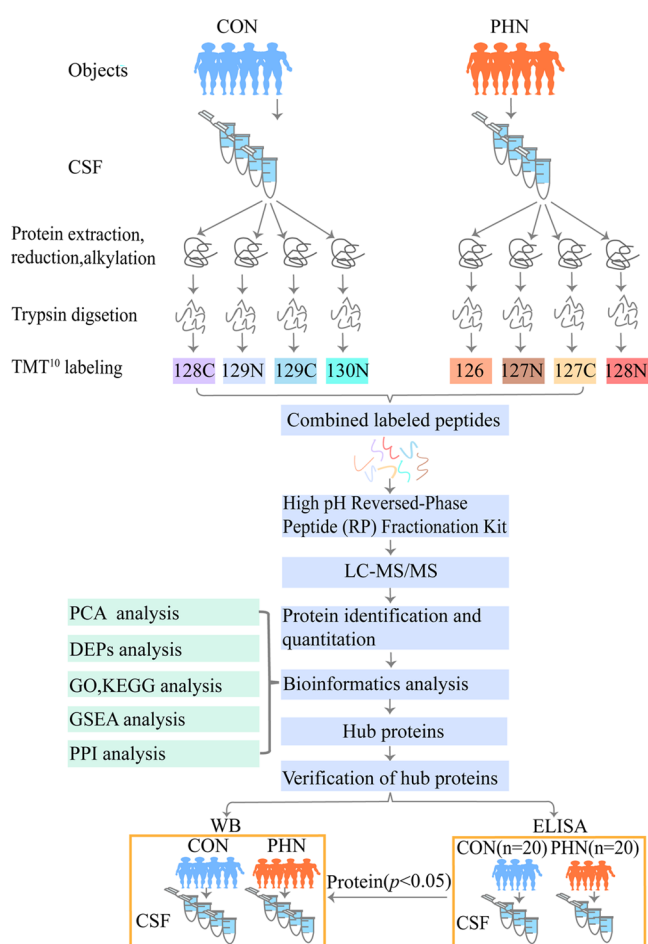 CON PHN
Objects
CSF
Protein extraction,
reduction,alkylation
Trypsin digsetion
TMT¹⁰ labeling
128C 129N 129C 130N 126 127N 127C 128N
Combined labeled peptides
High pH Reversed-Phase
Peptide (RP) Fractionation Kit
LC-MS/MS
Protein identification and
quantitation
Bioinformatics analysis
PCA analysis
DEPs analysis
GO,KEGG analysis
GSEA analysis
PPI analysis
Hub proteins
Verification of hub proteins
WB
CON PHN
CSF
Protein(p<0.05)
ELISA
CON(n=20) PHN(n=20)
CSF